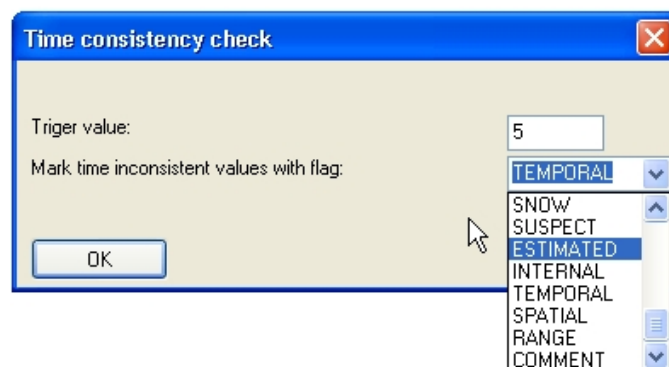 Time consistency check
Triger value:
5
Mark time inconsistent values with flag:
TEMPORAL
SNOW
SUSPECT
ESTIMATED
INTERNAL
TEMPORAL
SPATIAL
RANGE
COMMENT
OK